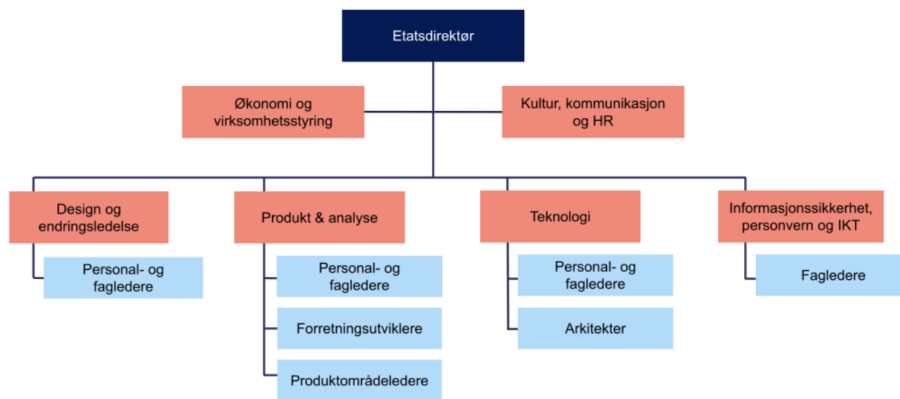 Etatsdirektør
Økonomi og
virksomhetsstyring
Kultur, kommunikasjon
og HR
Design og
endringsledelse
Produkt & analyse
Teknologi
Informasjonssikkerhet,
personvern og IKT
Personal- og
fagledere
Personal- og
fagledere
Personal- og
fagledere
Fagledere
Forretningsutviklere
Arkitekter
Produktområdeledere